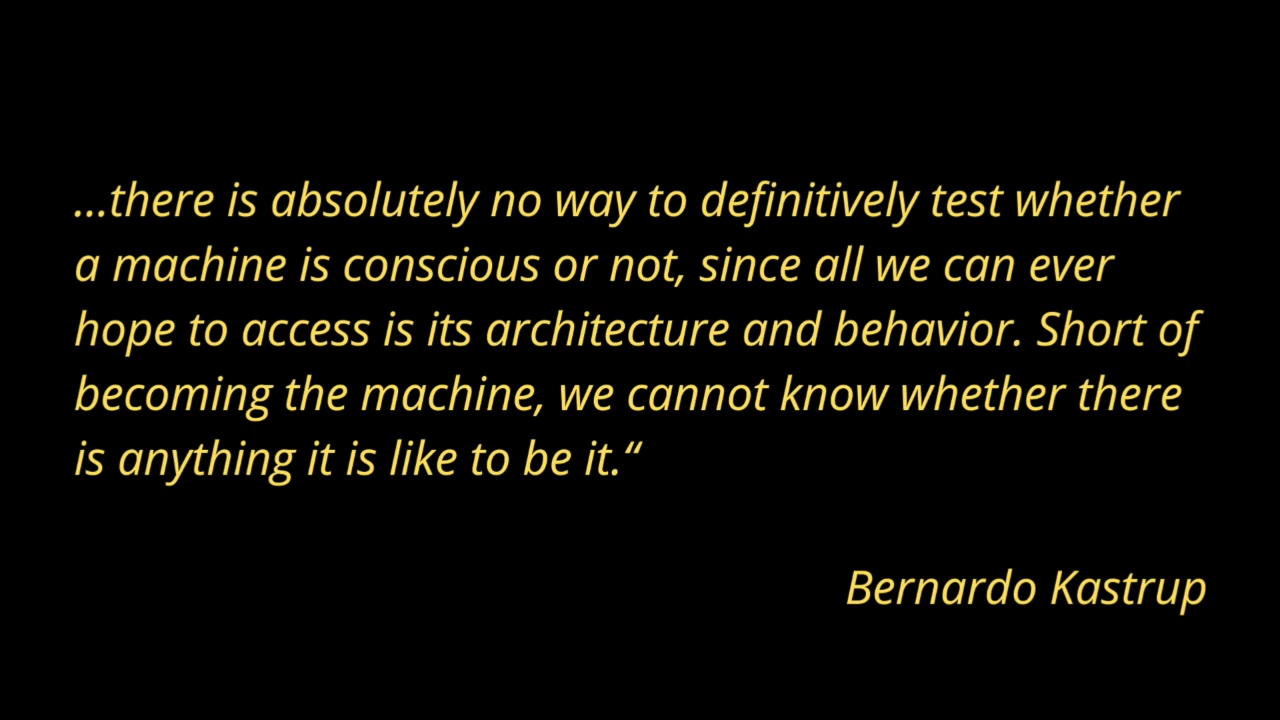 ...there is absolutely no way to definitively test whether
a machine is conscious or not, since all we can ever
hope to access is its architecture and behavior. Short of
becoming the machine, we cannot know whether there
is anything it is like to be it.“
Bernardo Kastrup